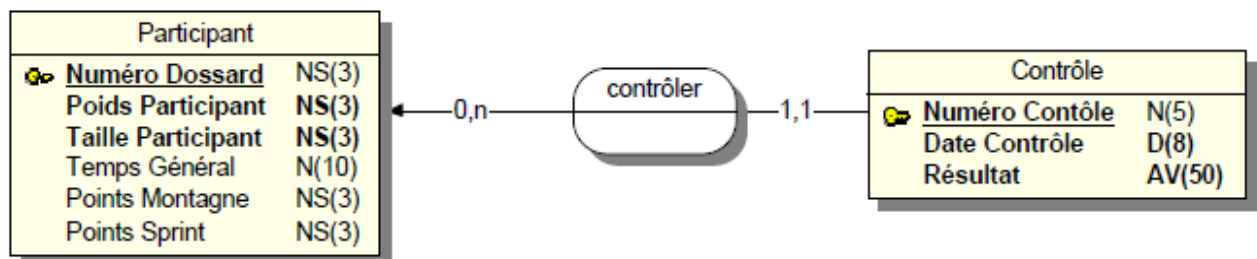 Participant
Numéro Dossard NS(3)
Poids Participant NS(3)
Taille Participant NS(3)
Temps Général N(10)
Points Montagne NS(3)
Points Sprint NS(3)
0,n
contrôler
1,1
Contrôle
Numéro Contôle N(5)
Date Contrôle D(8)
Résultat AV(50)